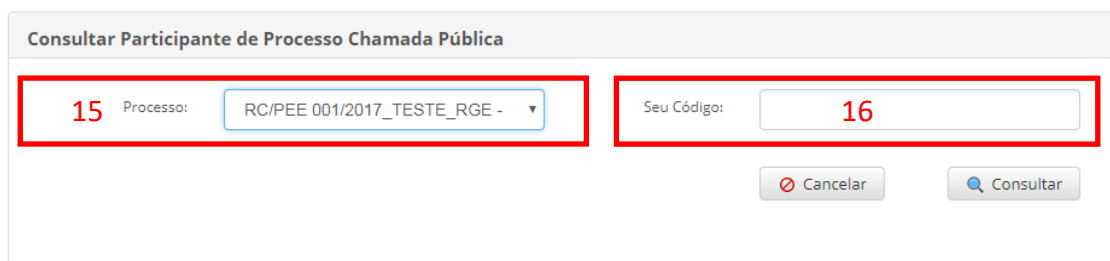 Consultar Participante de Processo Chamada Pública
15 Processo: RC/PEE 001/2017_TESTE_RGE - Seu Código: 16
Cancelar Consultar